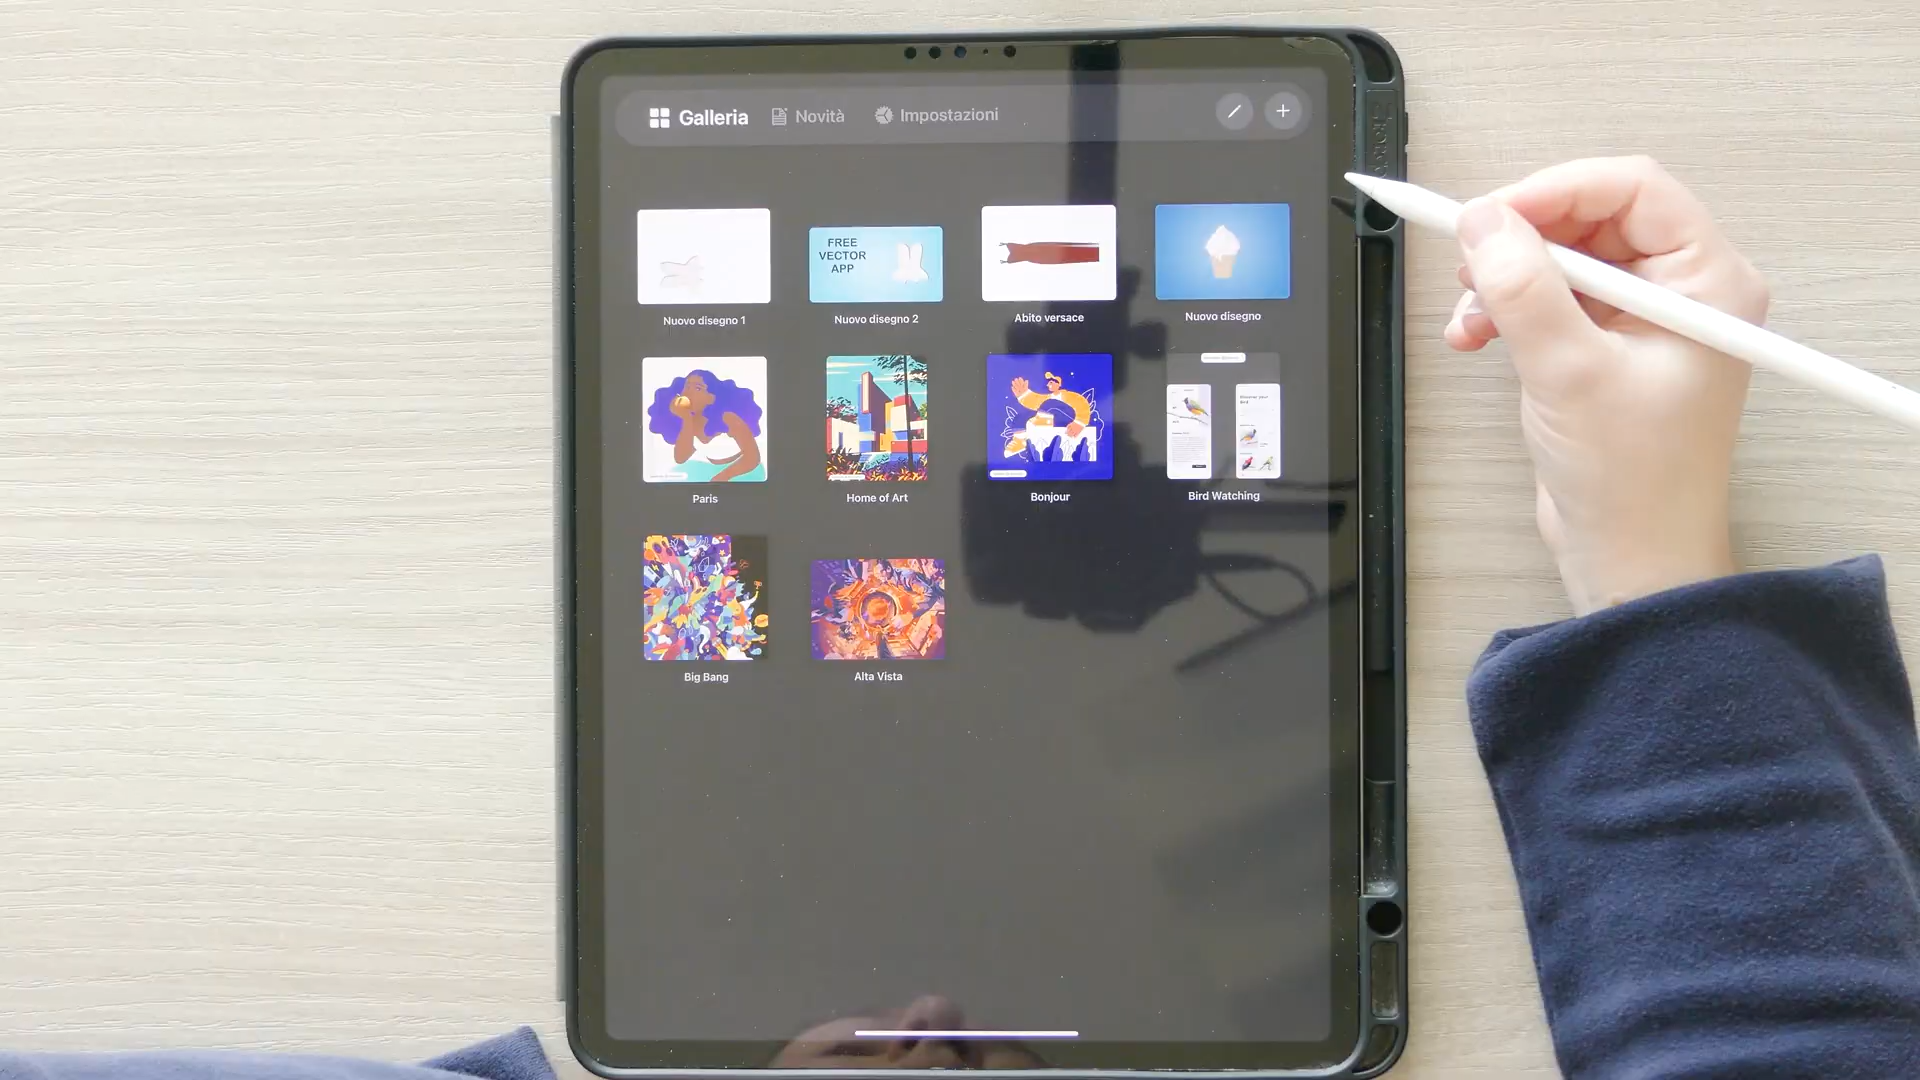 Galleria Novità Impostazioni
FREE
VECTOR
APP
Nuovo disegno 1
Nuovo disegno 2
Abito versace
Nuovo disegno
Paris
Home of Art
Bonjour
Bird Watching
Big Bang
Alta Vista